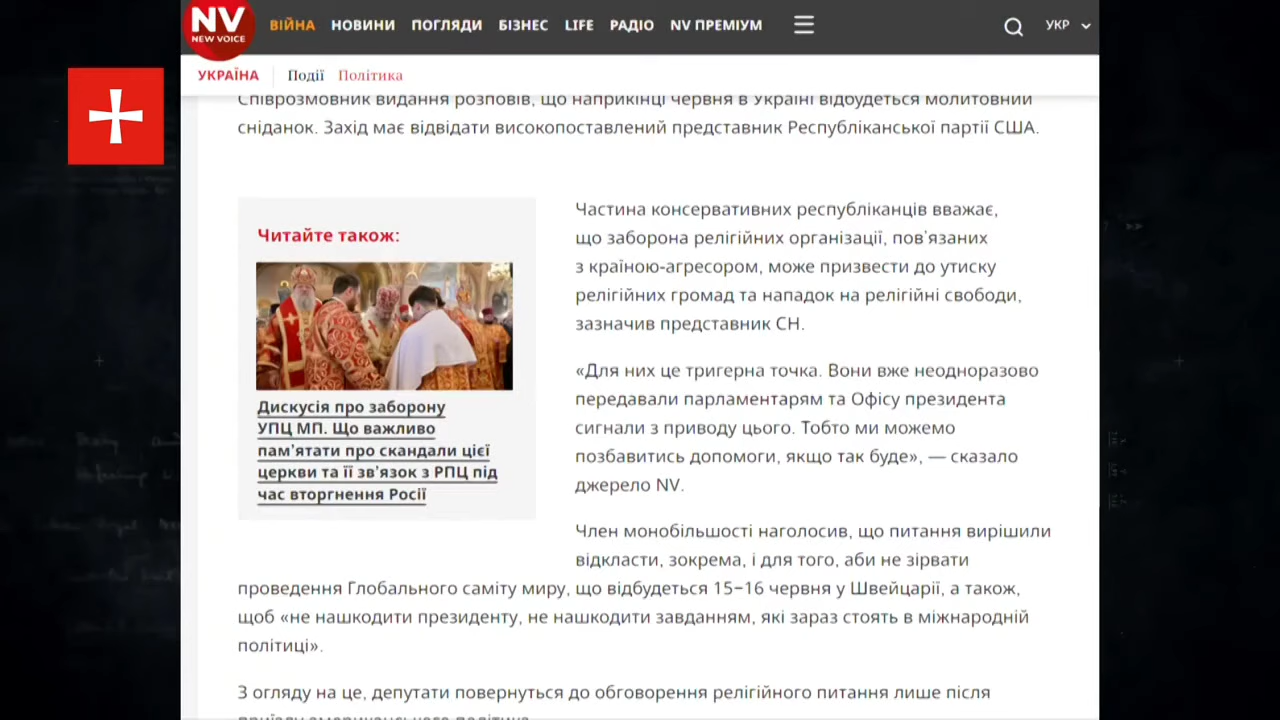 NV
NEW VOICE
ВІЙНА НОВИНИ ПОГЛЯДИ БІЗНЕС LIFE РАДІО NV ПРЕМІУМ
УКР
УКРАЇНА Події Політика
Співрозмовник видання розповів, що наприкінці червня в Україні відбудеться молитовний
сніданок. Захід має відвідати високопоставлений представник Республіканської партії США.
Читайте також:
Дискусія про заборону
УПЦ МП. Що важливо
пам’ятати про скандали цієї
церкви та її зв’язок з РПЦ під
час вторгнення Росії
Частина консервативних республіканців вважає,
що заборона релігійних організації, пов’язаних
з країною-агресором, може призвести до утиску
релігійних громад та нападок на релігійні свободи,
зазначив представник СН.
«Для них це тригерна точка. Вони вже неодноразово
передавали парламентарям та Офісу президента
сигнали з приводу цього. Тобто ми можемо
позбавитись допомоги, якщо так буде», — сказало
джерело NV.
Член монобільшості наголосив, що питання вирішили
відкласти, зокрема, і для того, аби не зірвати
проведення Глобального саміту миру, що відбудеться 15–16 червня у Швейцарії, а також,
щоб «не нашкодити президенту, не нашкодити завданням, які зараз стоять в міжнародній
політиці».
З огляду на це, депутати повернуться до обговорення релігійного питання лише після
приїзду американського політика.